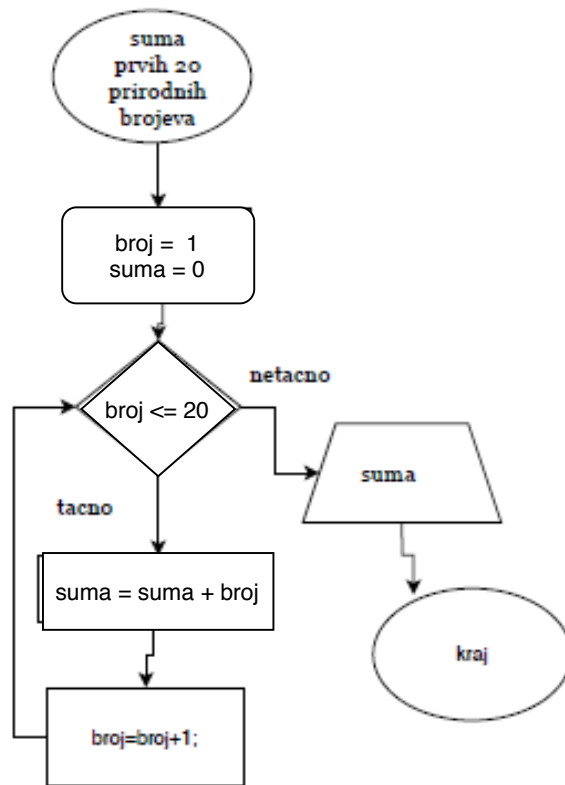 suma
prvih 20
prirodnih
brojeva
broj = 1
suma = 0
broj <= 20
netacno
suma
kraj
tacno
suma = suma + broj
broj=broj+1;